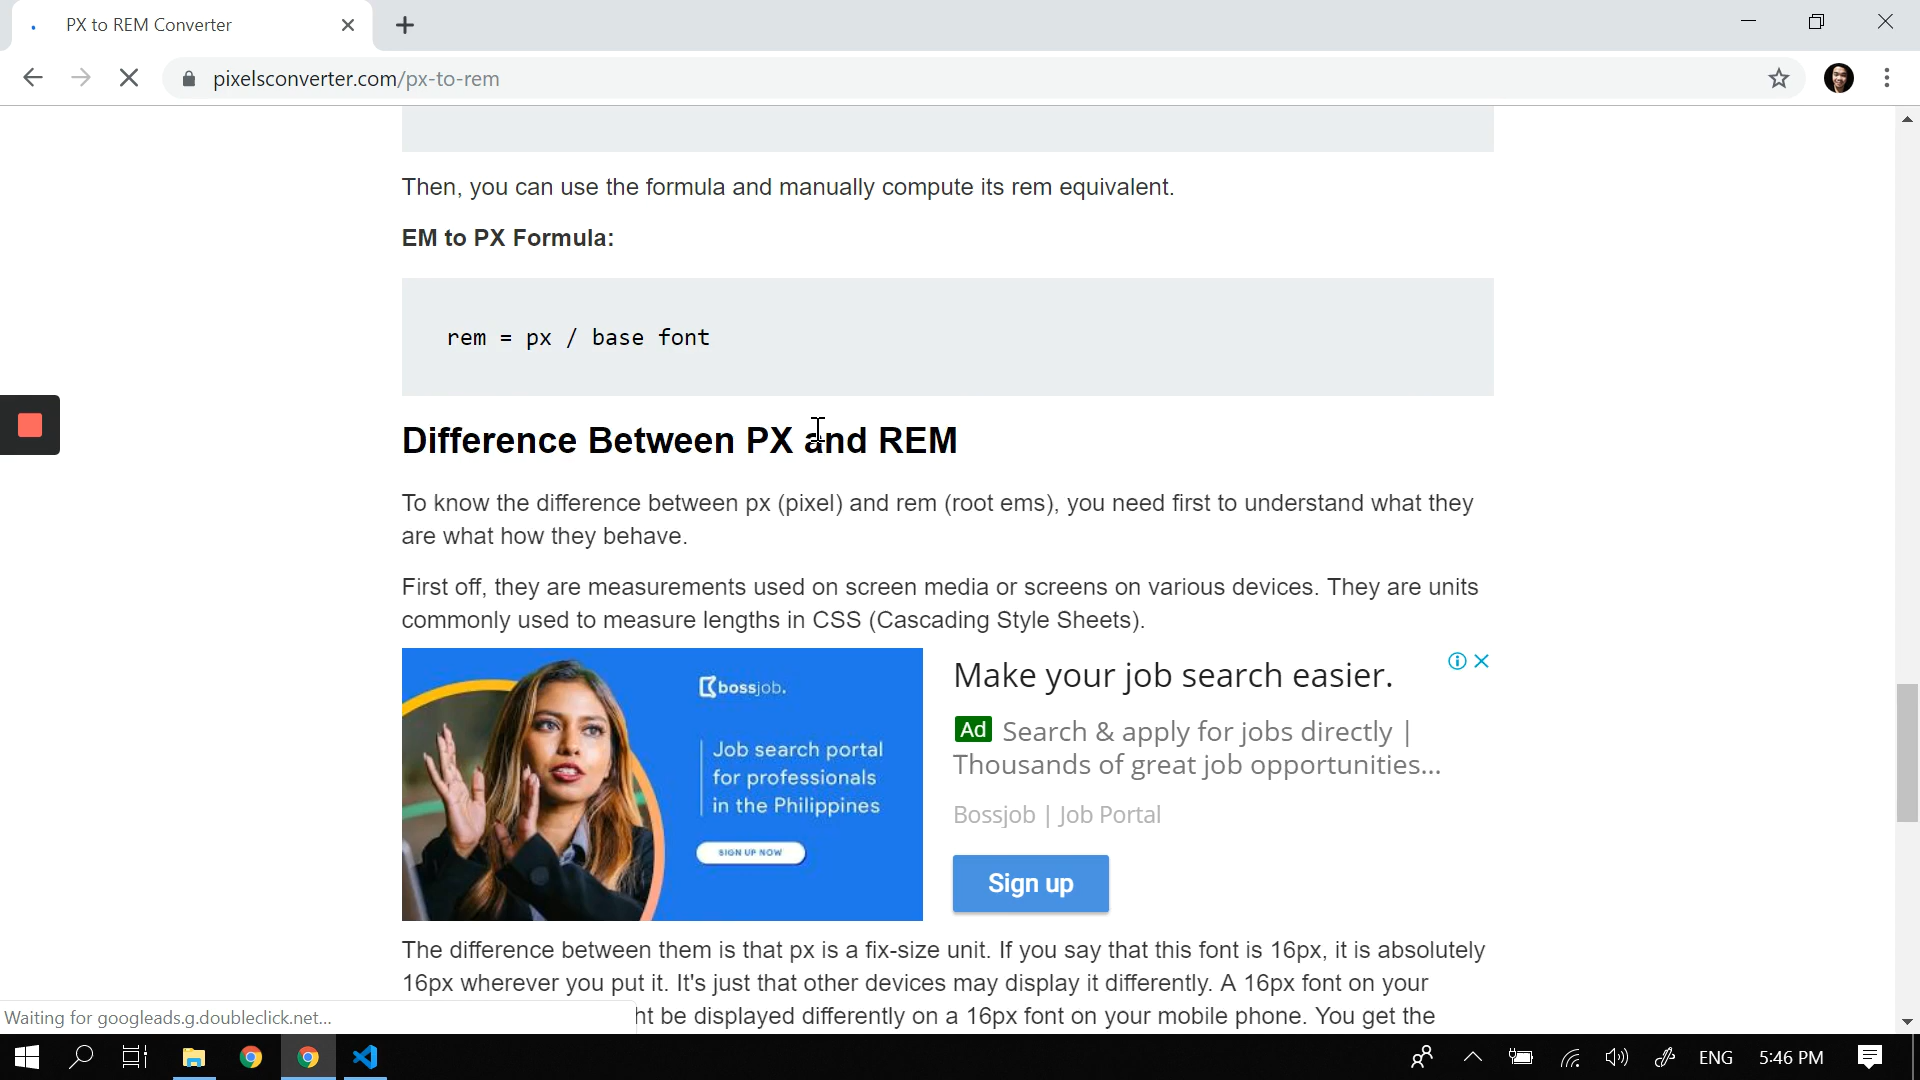 PX to REM Converter
pixelsconverter.com/px-to-rem
Then, you can use the formula and manually compute its rem equivalent.
EM to PX Formula:
rem = px / base font
Difference Between PX and REM
To know the difference between px (pixel) and rem (root ems), you need first to understand what they
are what how they behave.
First off, they are measurements used on screen media or screens on various devices. They are units
commonly used to measure lengths in CSS (Cascading Style Sheets).
bossjob.
Job search portal
for professionals
in the Philippines
SIGN UP NOW
Make your job search easier.
Ad Search & apply for jobs directly |
Thousands of great job opportunities...
Bossjob | Job Portal
Sign up
The difference between them is that px is a fix-size unit. If you say that this font is 16px, it is absolutely
16px wherever you put it. It's just that other devices may display it differently. A 16px font on your
ht be displayed differently on a 16px font on your mobile phone. You get the
Waiting for googleads.g.doubleclick.net...
ENG
5:46 PM